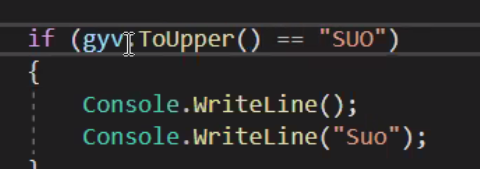 if (gyv.ToUpper() == "SUO")
{
Console.WriteLine();
Console.WriteLine("Suo");
}